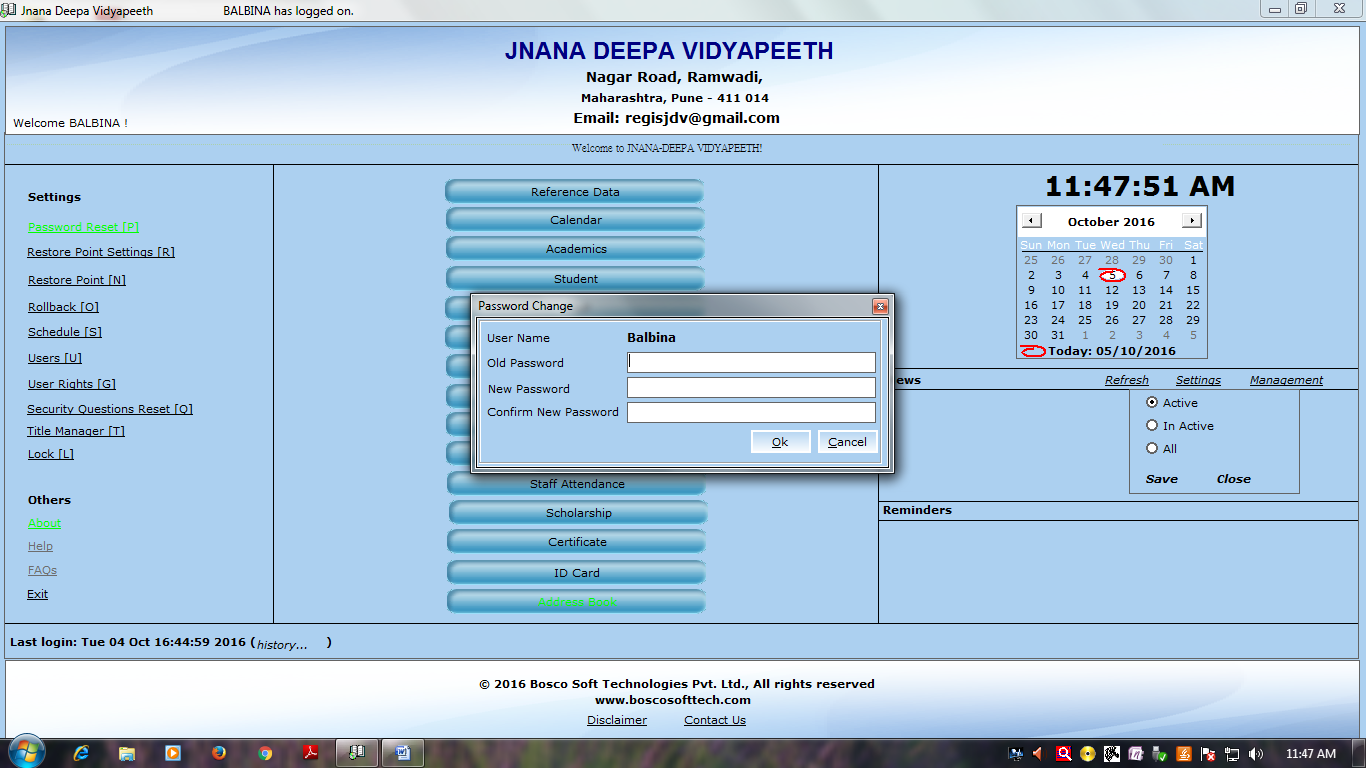 Jnana Deepa Vidyapeeth BALBINA has logged on.
JNANA DEEPA VIDYAPEETH
Nagar Road, Ramwadi,
Maharashtra, Pune - 411 014
Email: regisjdv@gmail.com
Welcome BALBINA !
Welcome to JNANA-DEEPA VIDYAPEETH!
Settings
Password Reset [P]
Restore Point Settings [R]
Restore Point [N]
Rollback [O]
Schedule [S]
Users [U]
User Rights [G]
Security Questions Reset [Q]
Title Manager [T]
Lock [L]
Others
About
Help
FAQs
Exit
Reference Data
Calendar
Academics
Student
Password Change
User Name Balbina
Old Password
New Password
Confirm New Password
Ok Cancel
Staff Attendance
Scholarship
Certificate
ID Card
Address Book
11:47:51 AM
October 2016
Sun Mon Tue Wed Thu Fri Sat
25 26 27 28 29 30 1
2 3 4 5 6 7 8
9 10 11 12 13 14 15
16 17 18 19 20 21 22
23 24 25 26 27 28 29
30 31 1 2 3 4 5
Today: 05/10/2016
ews Refresh Settings Management
Active
In Active
All
Save Close
Reminders
Last login: Tue 04 Oct 16:44:59 2016 (history... )
© 2016 Bosco Soft Technologies Pvt. Ltd., All rights reserved
www.boscosofttech.com
Disclaimer Contact Us
11:47 AM